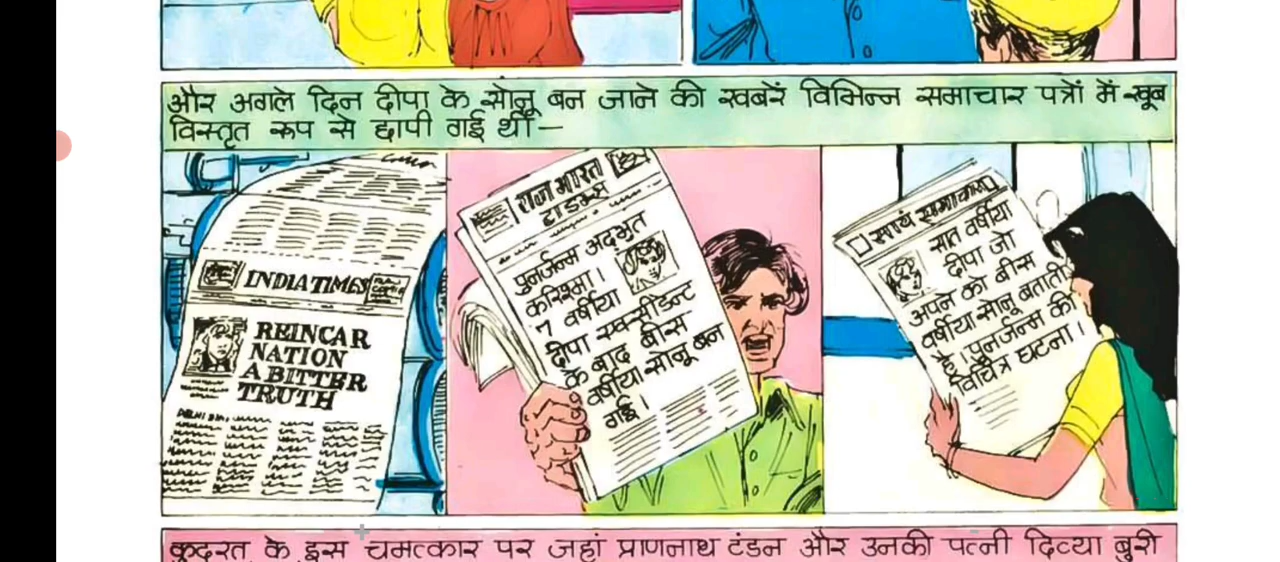 और अगले दिन दीपा के सोनू बन जाने की खबरें विभिन्न समाचार पत्रों में खूब
विस्तृत रूप से छापी गई थीं—
INDIA TIMES
REINCAR
NATION
A BITTER
TRUTH
राज भारत
टाइम्स
पुनर्जन्म अदभुत
करिश्मा।
7 वर्षीया
दीपा एक्सीडेन्ट
के बाद बीस
वर्षीया सोनू बन
गई।
सांध्य समाचार
सात वर्षीया
दीपा जो
अपने को बीस
वर्षीया सोनू बताती
है। पुनर्जन्म की
विचित्र घटना।
कुदरत के इस चमत्कार पर जहां प्राणनाथ टंडन और उनकी पत्नी दिव्या बुरी